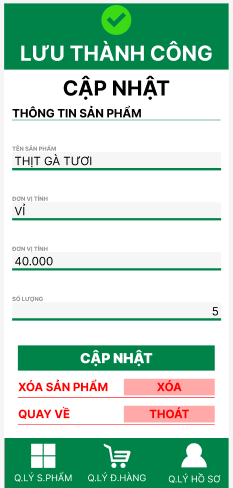 LƯU THÀNH CÔNG
CẬP NHẬT
THÔNG TIN SẢN PHẨM
TÊN SẢN PHẨM
THỊT GÀ TƯƠI
ĐƠN VỊ TÍNH
VỈ
ĐƠN VỊ TÍNH
40.000
SỐ LƯỢNG
5
CẬP NHẬT
XÓA SẢN PHẨM XÓA
QUAY VỀ THOÁT
Q.LÝ S.PHẨM Q.LÝ Đ.HÀNG Q.LÝ HỒ SƠ